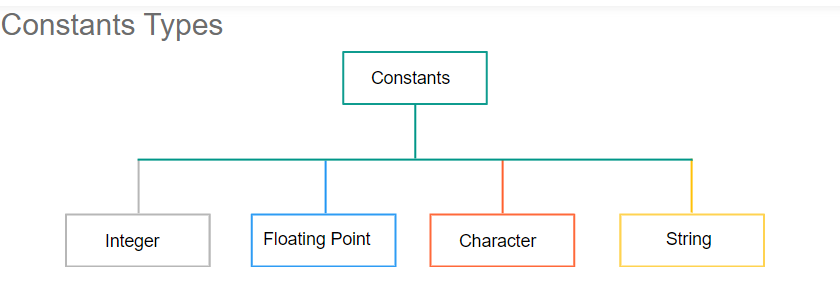 Constants Types
Constants
Integer
Floating Point
Character
String